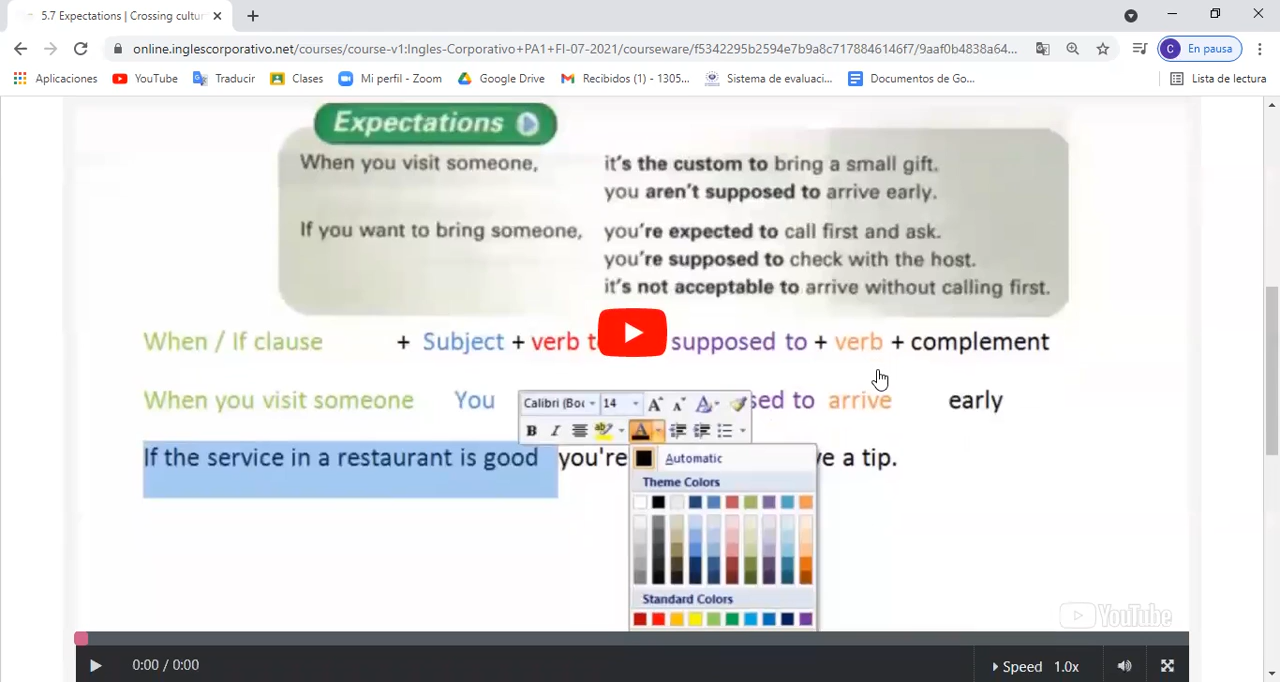 5.7 Expectations | Crossing cultur
online.inglescorporativo.net/courses/course-v1:Ingles-Corporativo+PA1+FI-07-2021/courseware/f5342295b2594e7b9a8c7178846146f7/9aaf0b4838a64...
C En pausa
Aplicaciones YouTube Traducir Clases Mi perfil - Zoom Google Drive Recibidos (1) - 1305... Sistema de evaluaci... Documentos de Go... Lista de lectura
Expectations
When you visit someone, it's the custom to bring a small gift.
you aren't supposed to arrive early.
If you want to bring someone, you're expected to call first and ask.
you're supposed to check with the host.
it's not acceptable to arrive without calling first.
When / If clause + Subject + verb t supposed to + verb + complement
When you visit someone You sed to arrive early
Calibri (Boc 14 A A A
B I ab A
If the service in a restaurant is good you're ve a tip.
Automatic
Theme Colors
Standard Colors
YouTube
0:00 / 0:00 Speed 1.0x